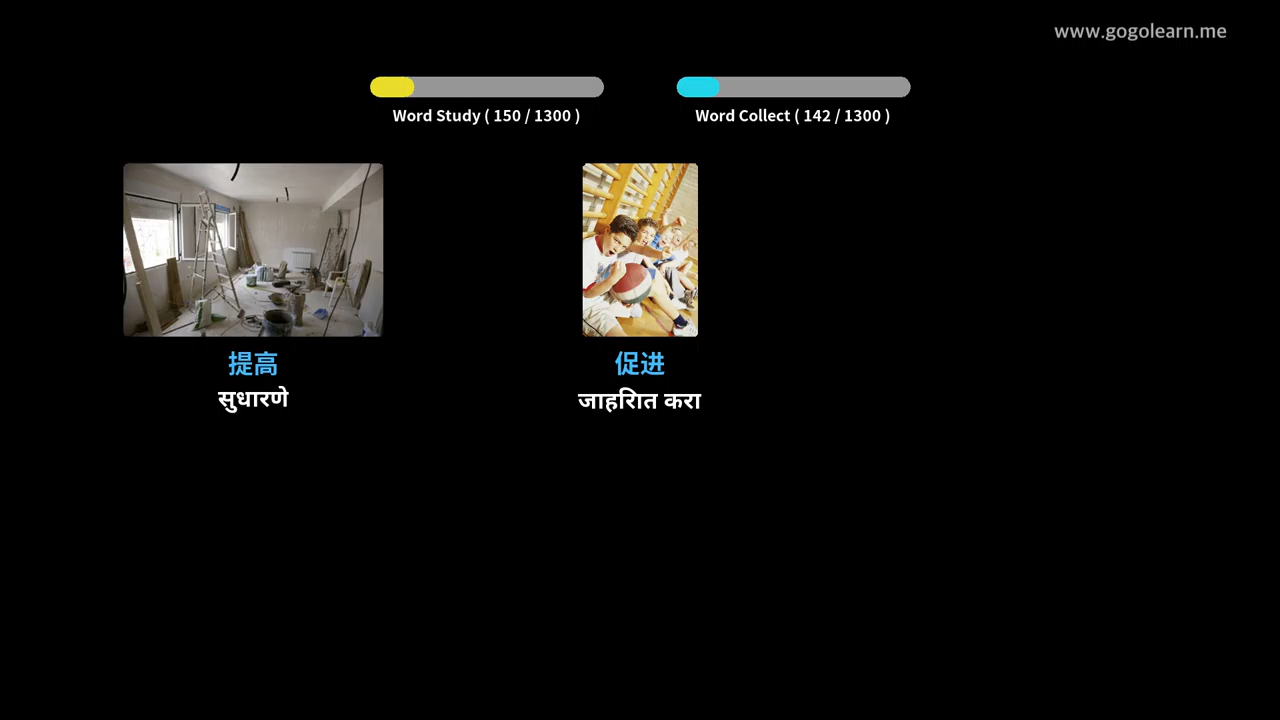 www.gogolearn.me
Word Study ( 150 / 1300 )
Word Collect ( 142 / 1300 )
提高
सुधारणे
促进
जाहरिात करा